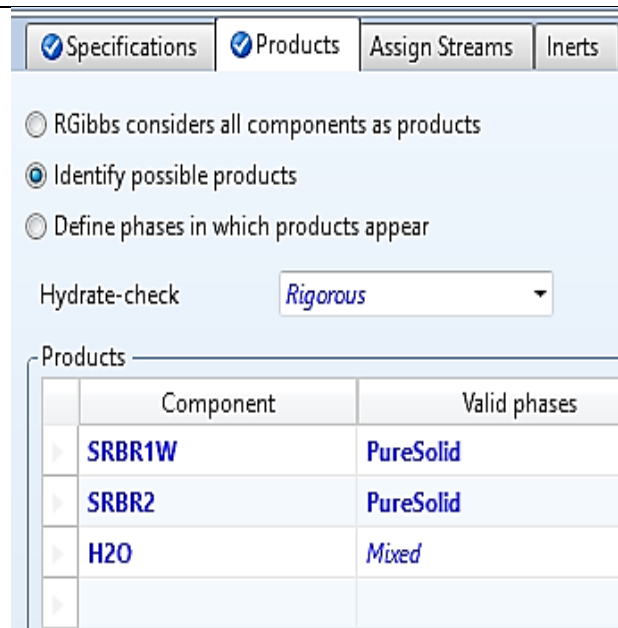 Specifications Products Assign Streams Inerts
RGibbs considers all components as products
Identify possible products
Define phases in which products appear
Hydrate-check Rigorous
Products
Component Valid phases
SRBR1W PureSolid
SRBR2 PureSolid
H2O Mixed